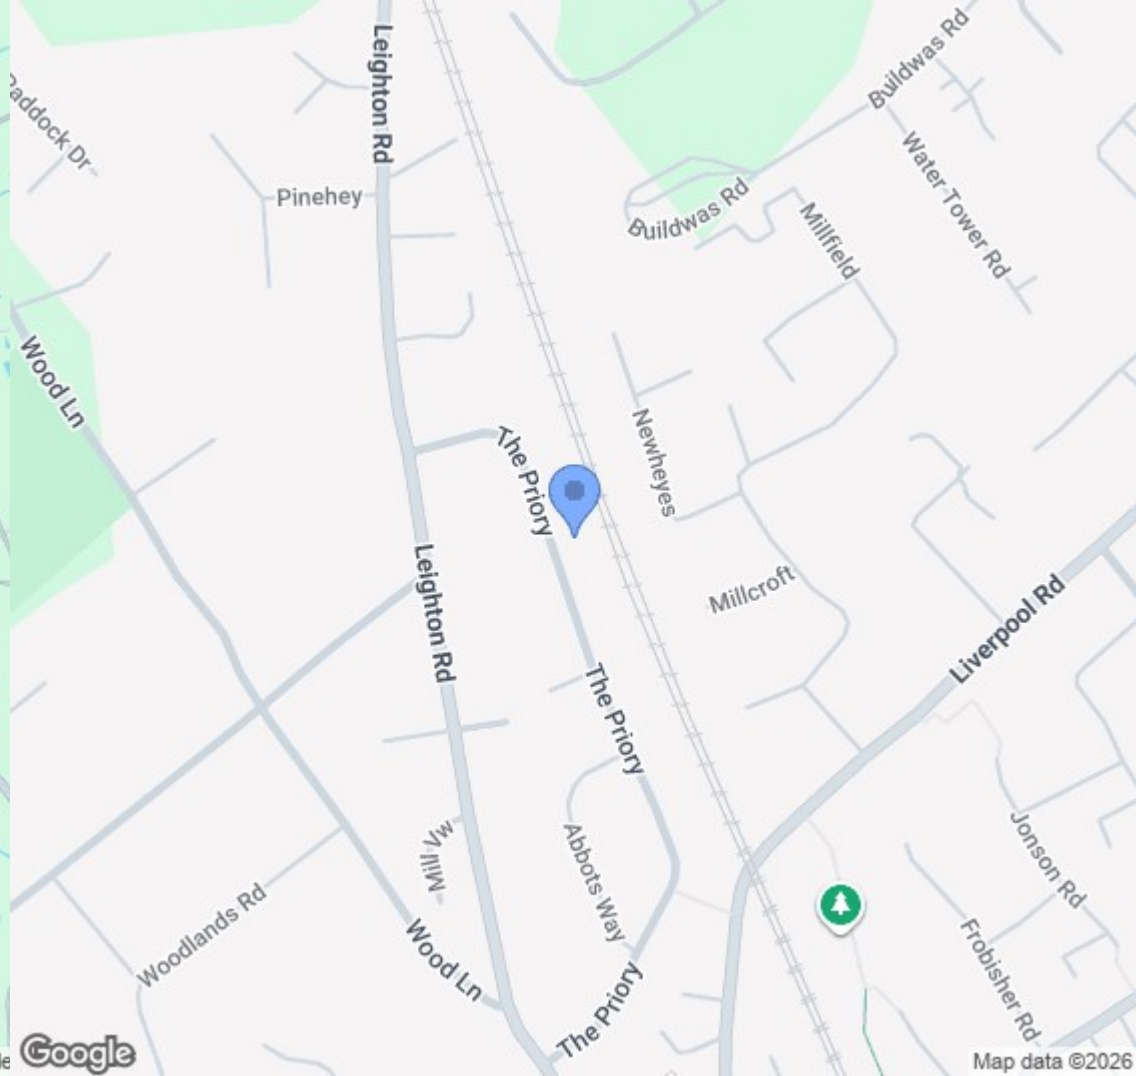 Leighton Rd
Buildwas Rd
Paddock Dr
Water Tower Rd
Pinehey
Buildwas Rd
Millfield
Wood Ln
Newheyes
The Priory
Leighton Rd
Millcroft
Liverpool Rd
The Priory
Mill Vw
Abbots Way
Jonson Rd
Woodlands Rd
Wood Ln
Frobisher Rd
The Priory
Google
Map data ©2026